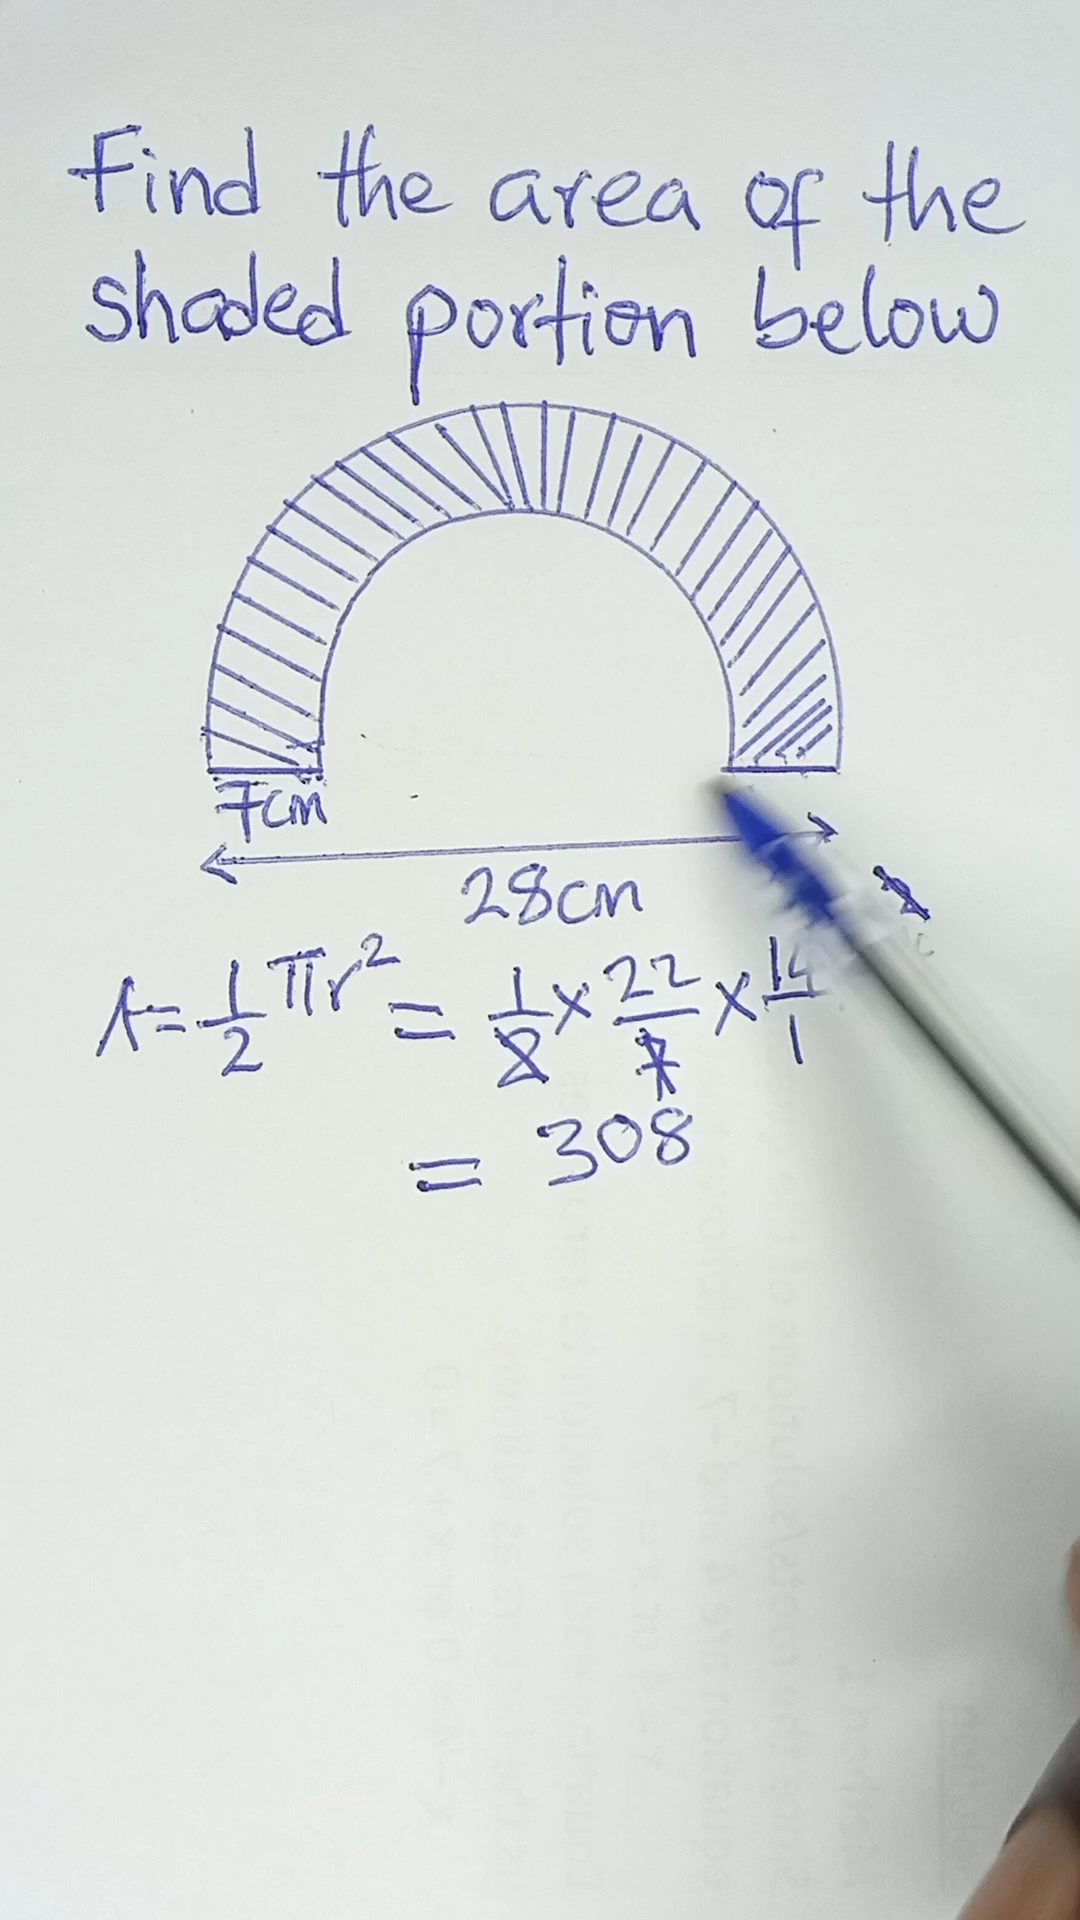 Find the area of the
shaded portion below
7cm
28cm
A = 1/2 πr² = 1/2 × 22/7 × 14/1
= 308